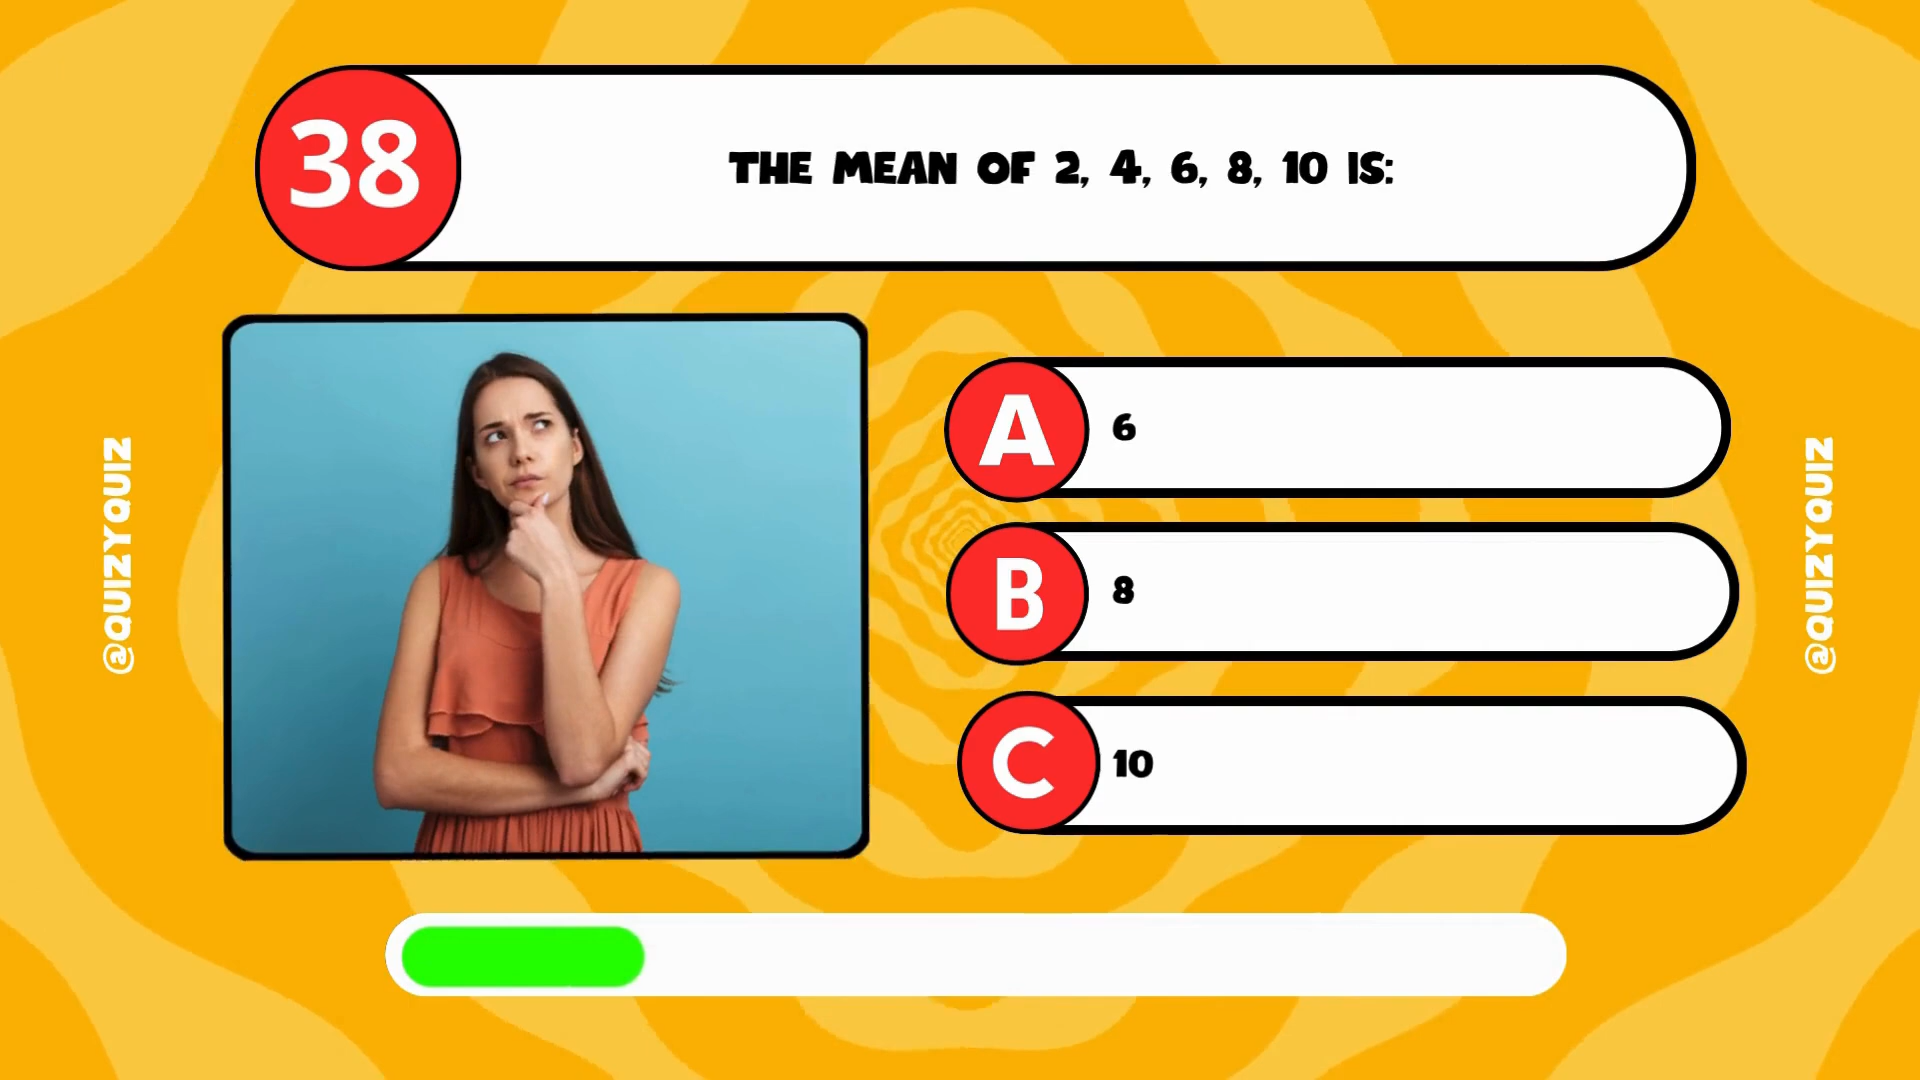 38
THE MEAN OF 2, 4, 6, 8, 10 IS:
@QUIZYQUIZ
A
6
B
8
C
10
@QUIZYQUIZ